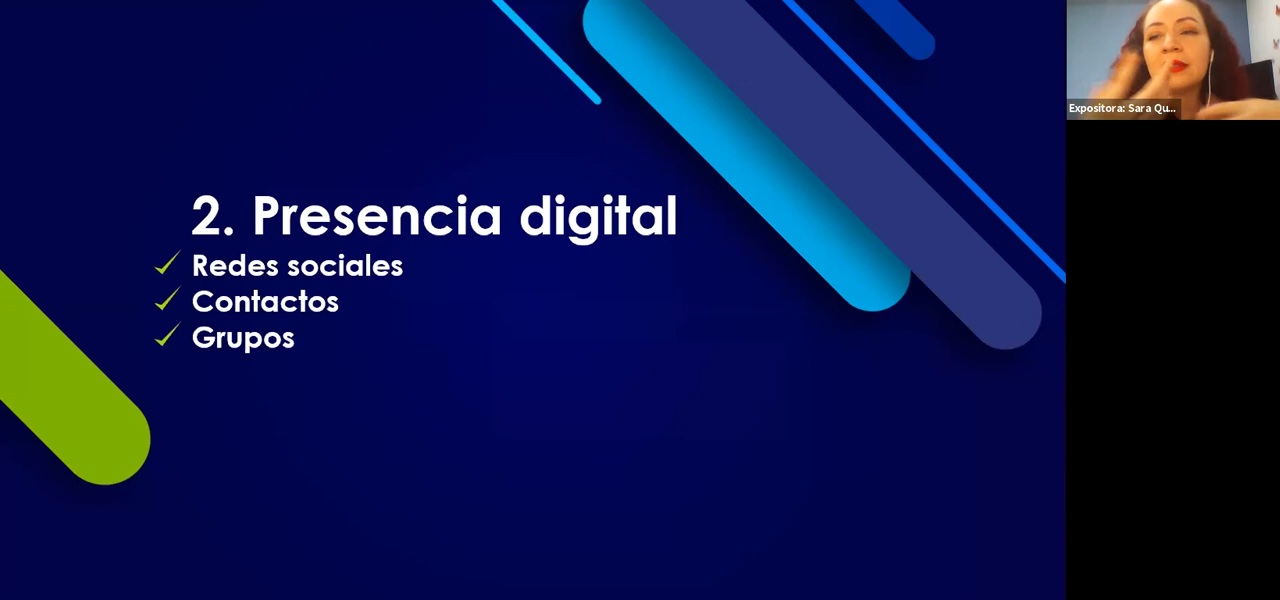 2. Presencia digital
Redes sociales
Contactos
Grupos
Expositora: Sara Qu...